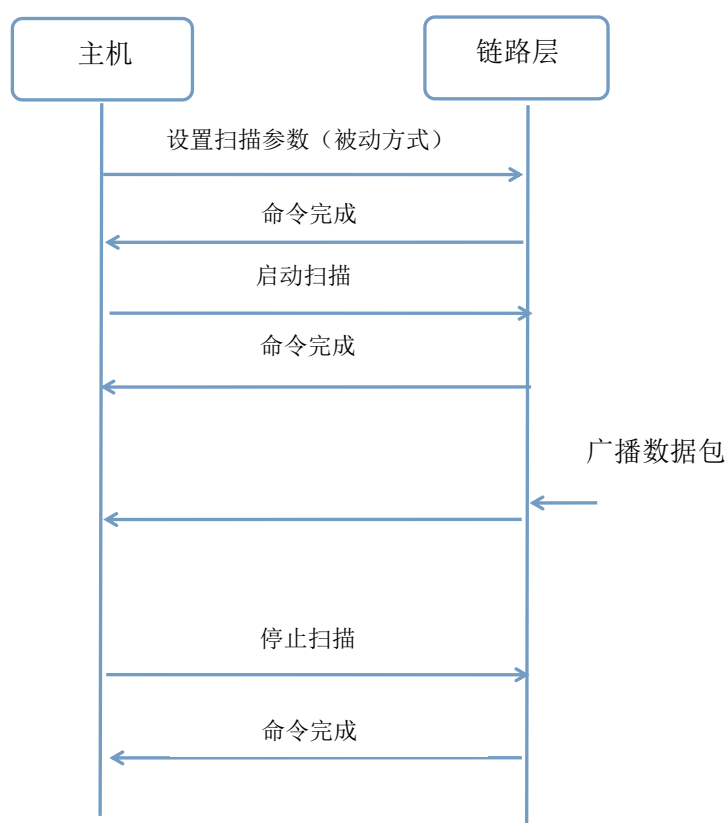 主机
链路层
设置扫描参数（被动方式）
命令完成
启动扫描
命令完成
广播数据包
停止扫描
命令完成